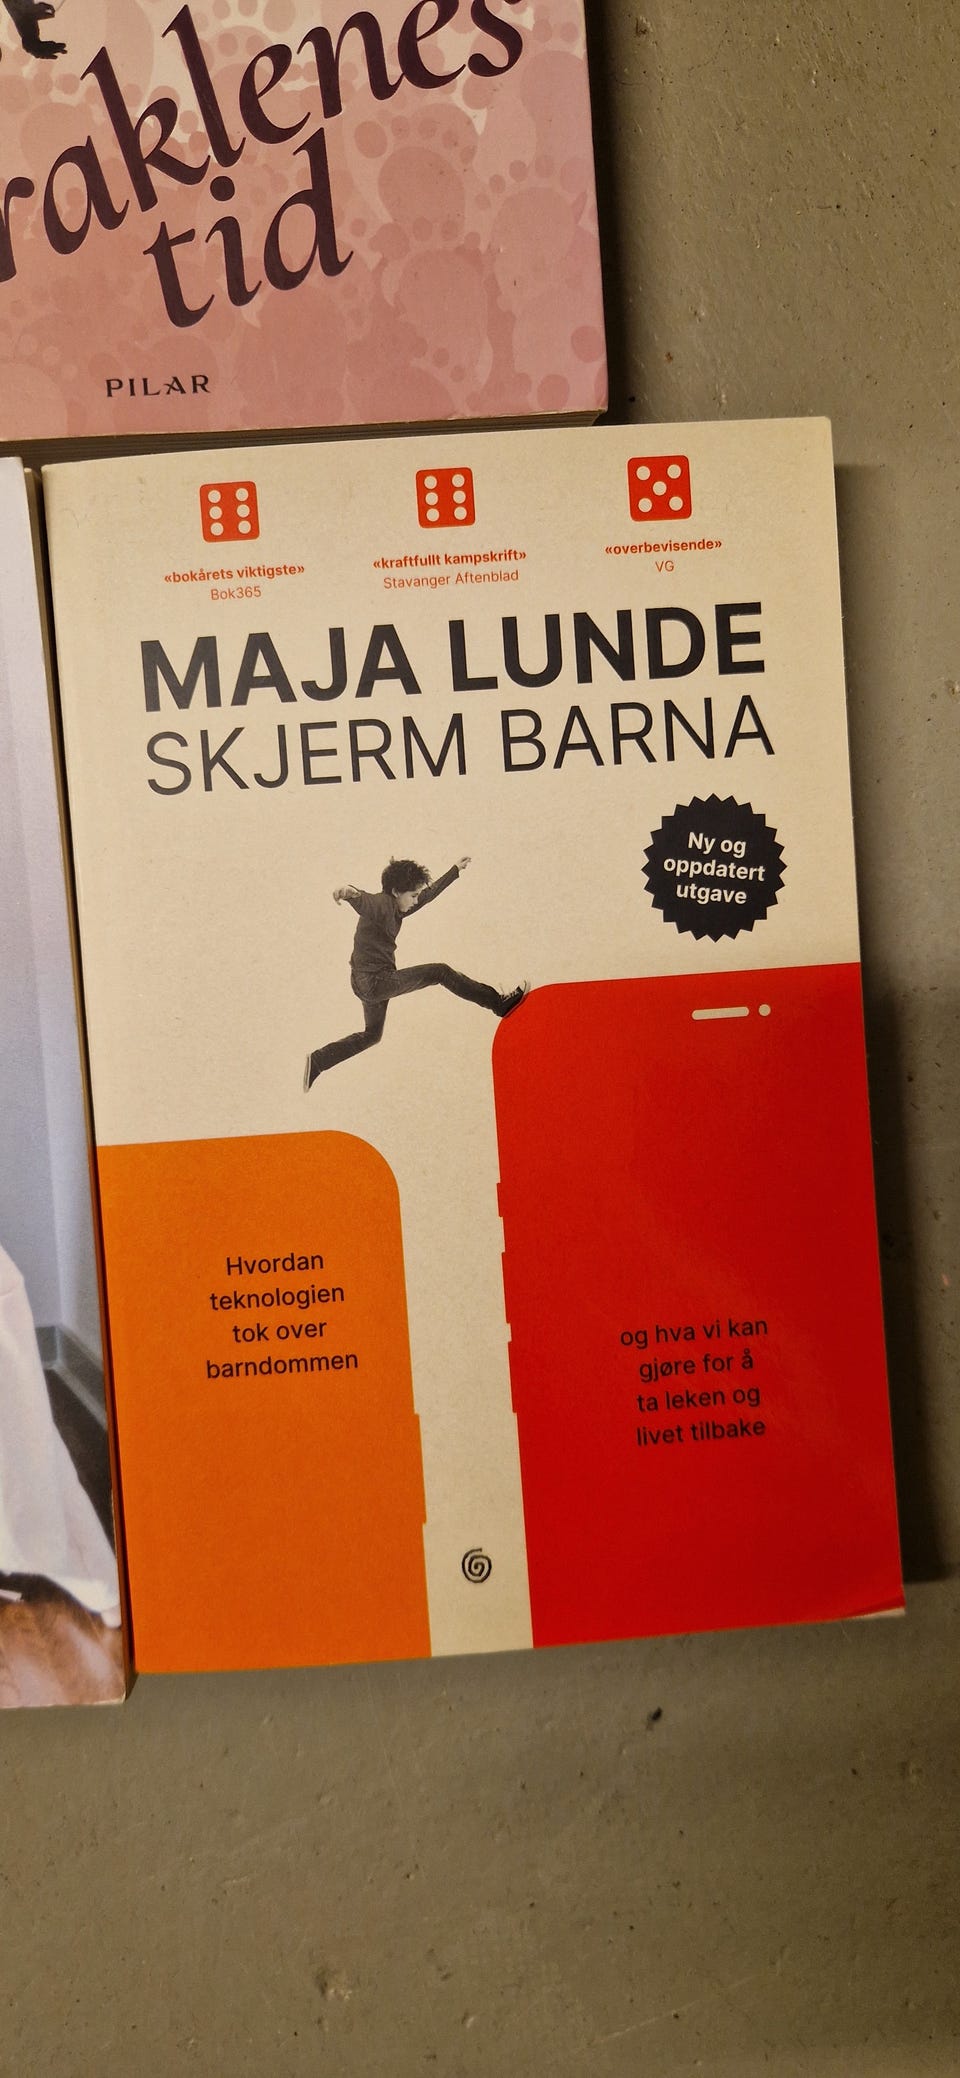 raklenes
tid
PILAR
«bokårets viktigste»
Bok365
«kraftfullt kampskrift»
Stavanger Aftenblad
«overbevisende»
VG
MAJA LUNDE
SKJERM BARNA
Ny og
oppdatert
utgave
Hvordan
teknologien
tok over
barndommen
og hva vi kan
gjøre for å
ta leken og
livet tilbake